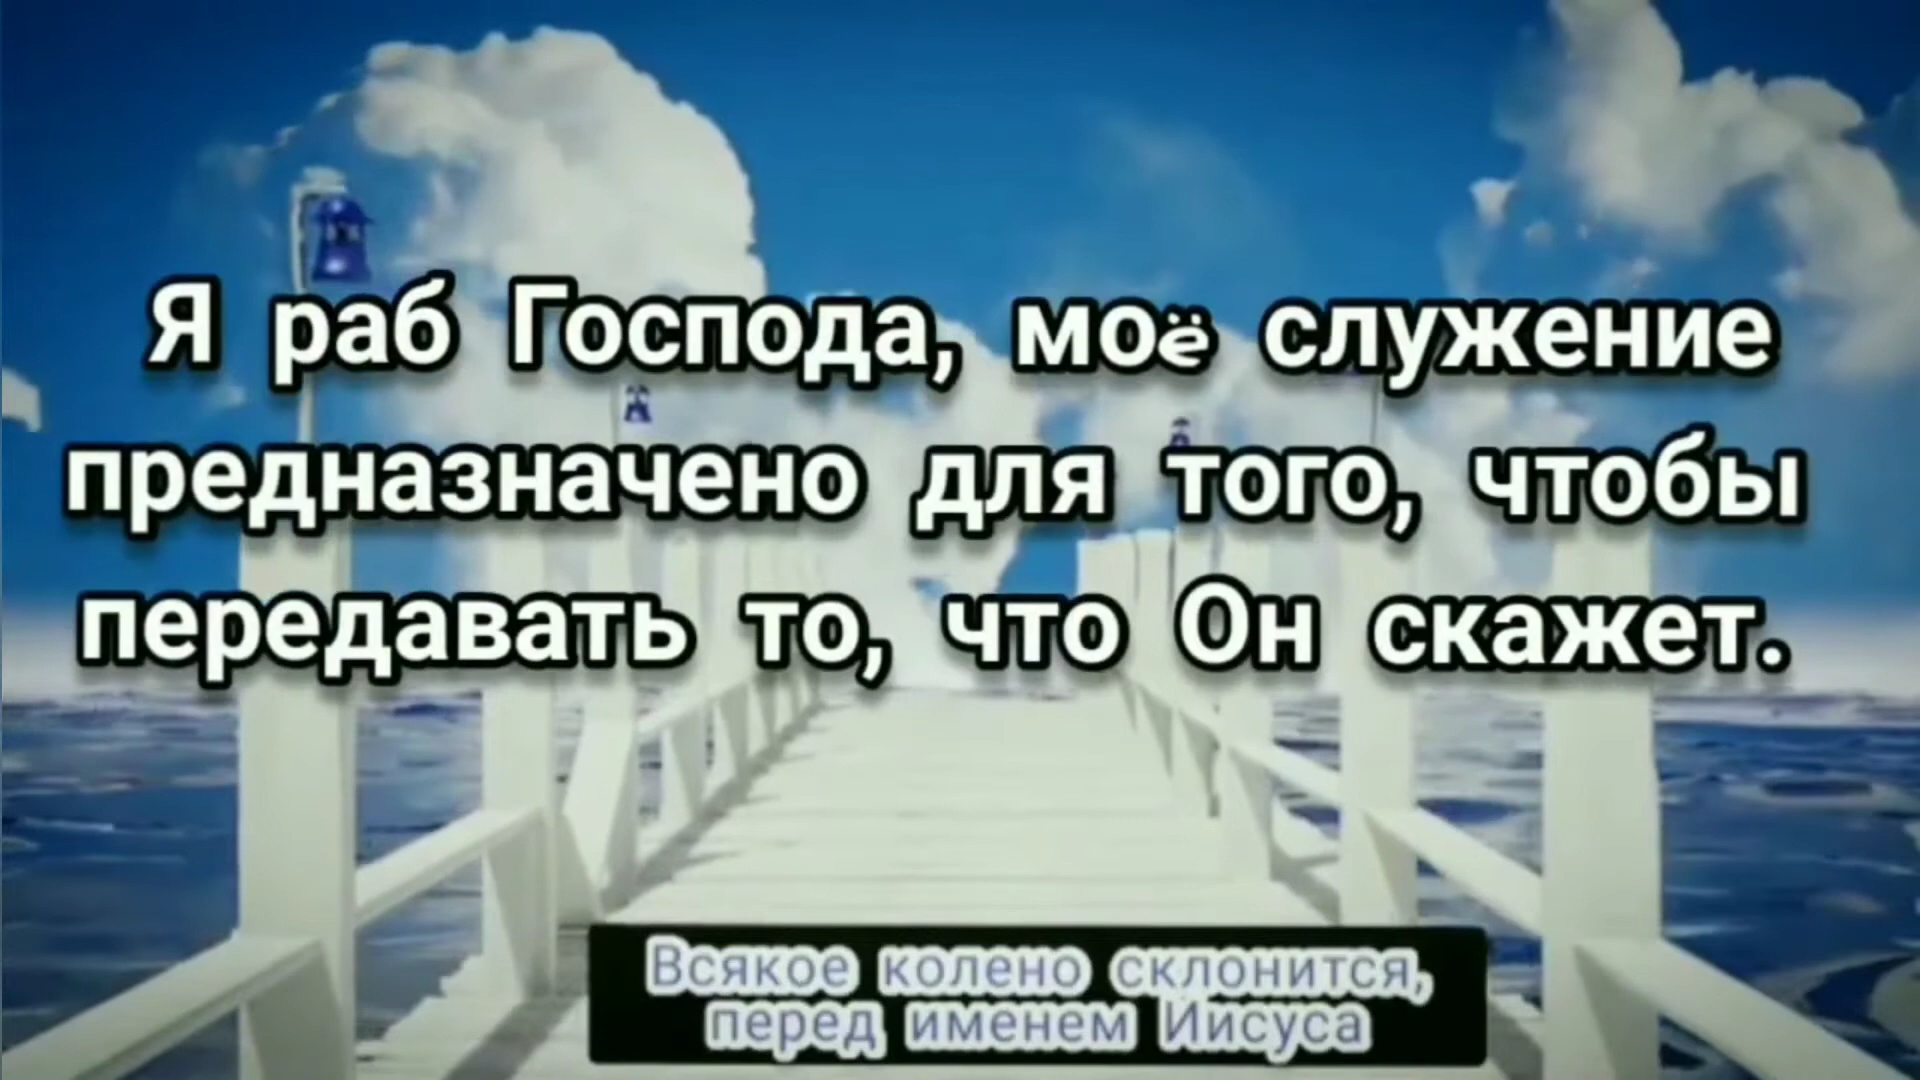 Я раб Господа, моё служение
предназначено для того, чтобы
передавать то, что Он скажет.
Всякое колено склонится,
перед именем Иисуса